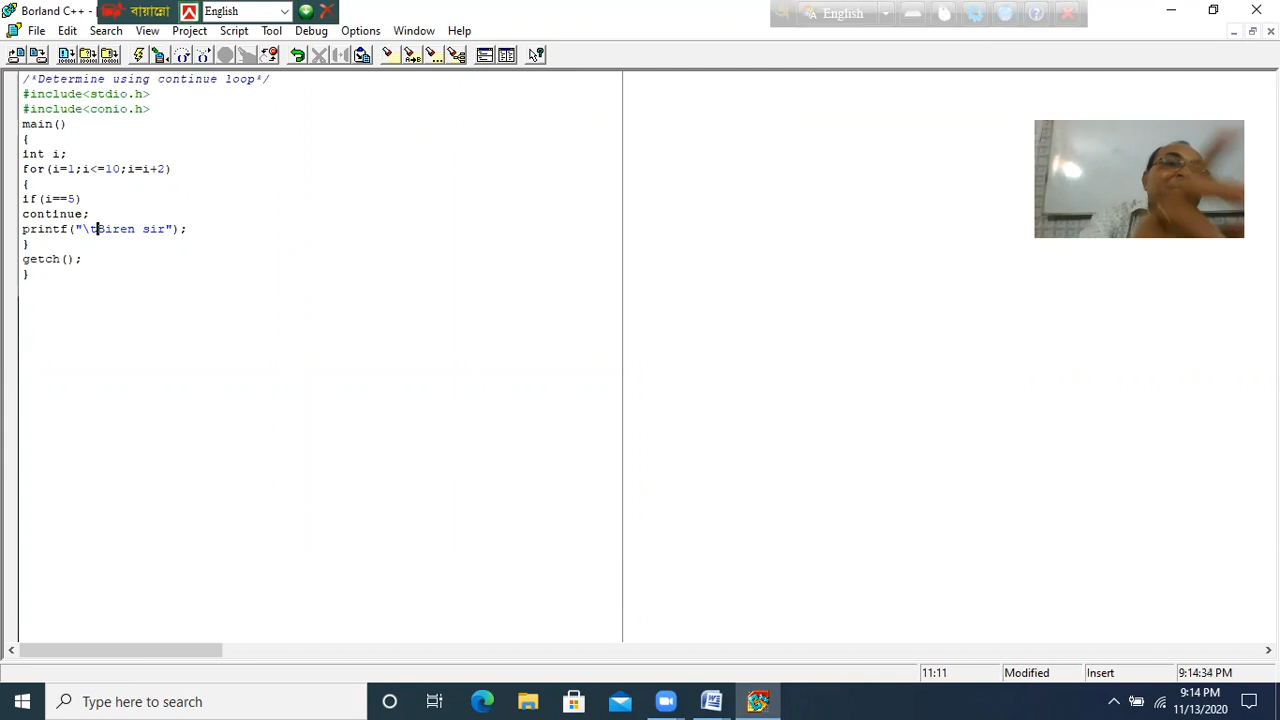 Borland C++ - বায়ান্নো English
English
File Edit Search View Project Script Tool Debug Options Window Help
/*Determine using continue loop*/
#include<stdio.h>
#include<conio.h>
main()
{
int i;
for(i=1;i<=10;i=i+2)
{
if(i==5)
continue;
printf("\tBiren sir");
}
getch();
}
11:11 Modified Insert 9:14:34 PM
Type here to search
9:14 PM
11/13/2020